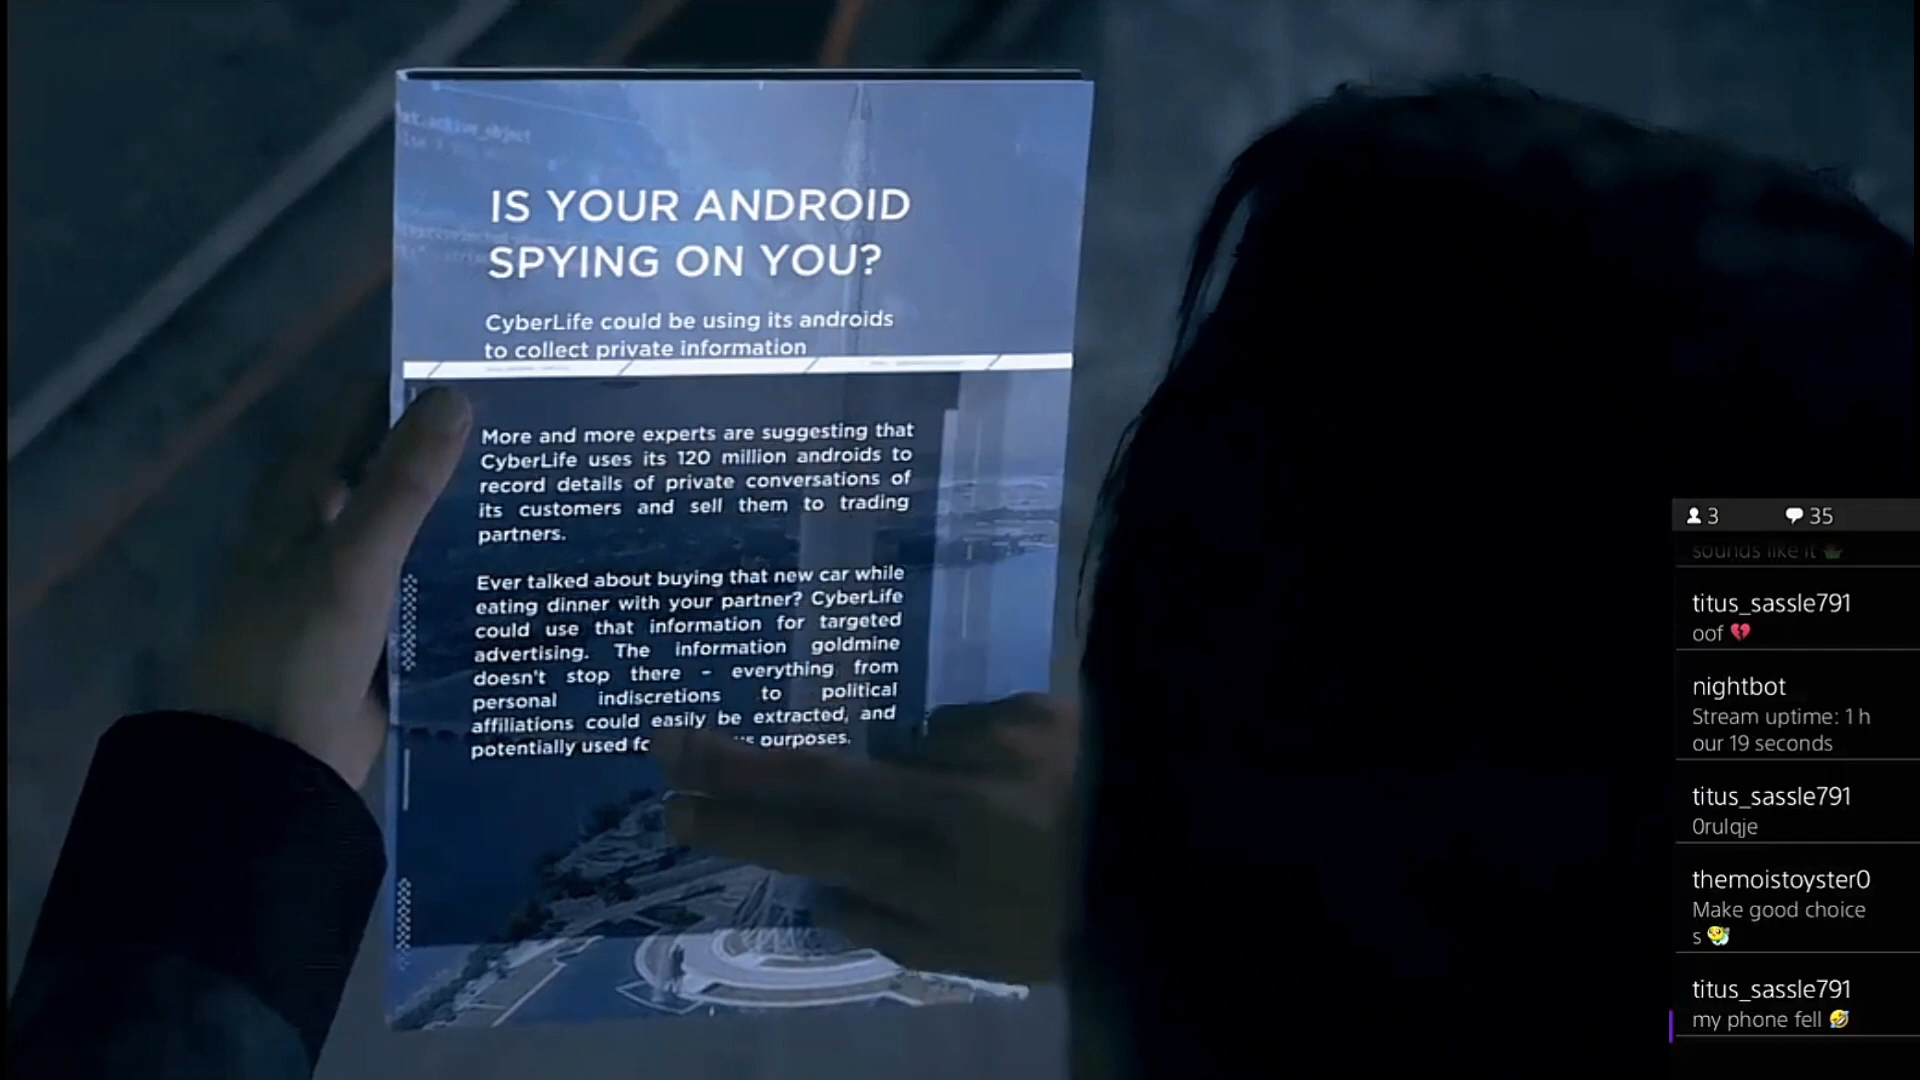 at.active_object
IS YOUR ANDROID
SPYING ON YOU?
CyberLife could be using its androids
to collect private information
More and more experts are suggesting that
CyberLife uses its 120 million androids to
record details of private conversations of
its customers and sell them to trading
partners.
Ever talked about buying that new car while
eating dinner with your partner? CyberLife
could use that information for targeted
advertising. The information goldmine
doesn't stop there – everything from
personal indiscretions to political
affiliations could easily be extracted, and
potentially used purposes.
3 35
sounds like it
titus_sassle791
oof 💔
nightbot
Stream uptime: 1 h
our 19 seconds
titus_sassle791
0rulqje
themoistoyster0
Make good choice
s
titus_sassle791
my phone fell 🤣